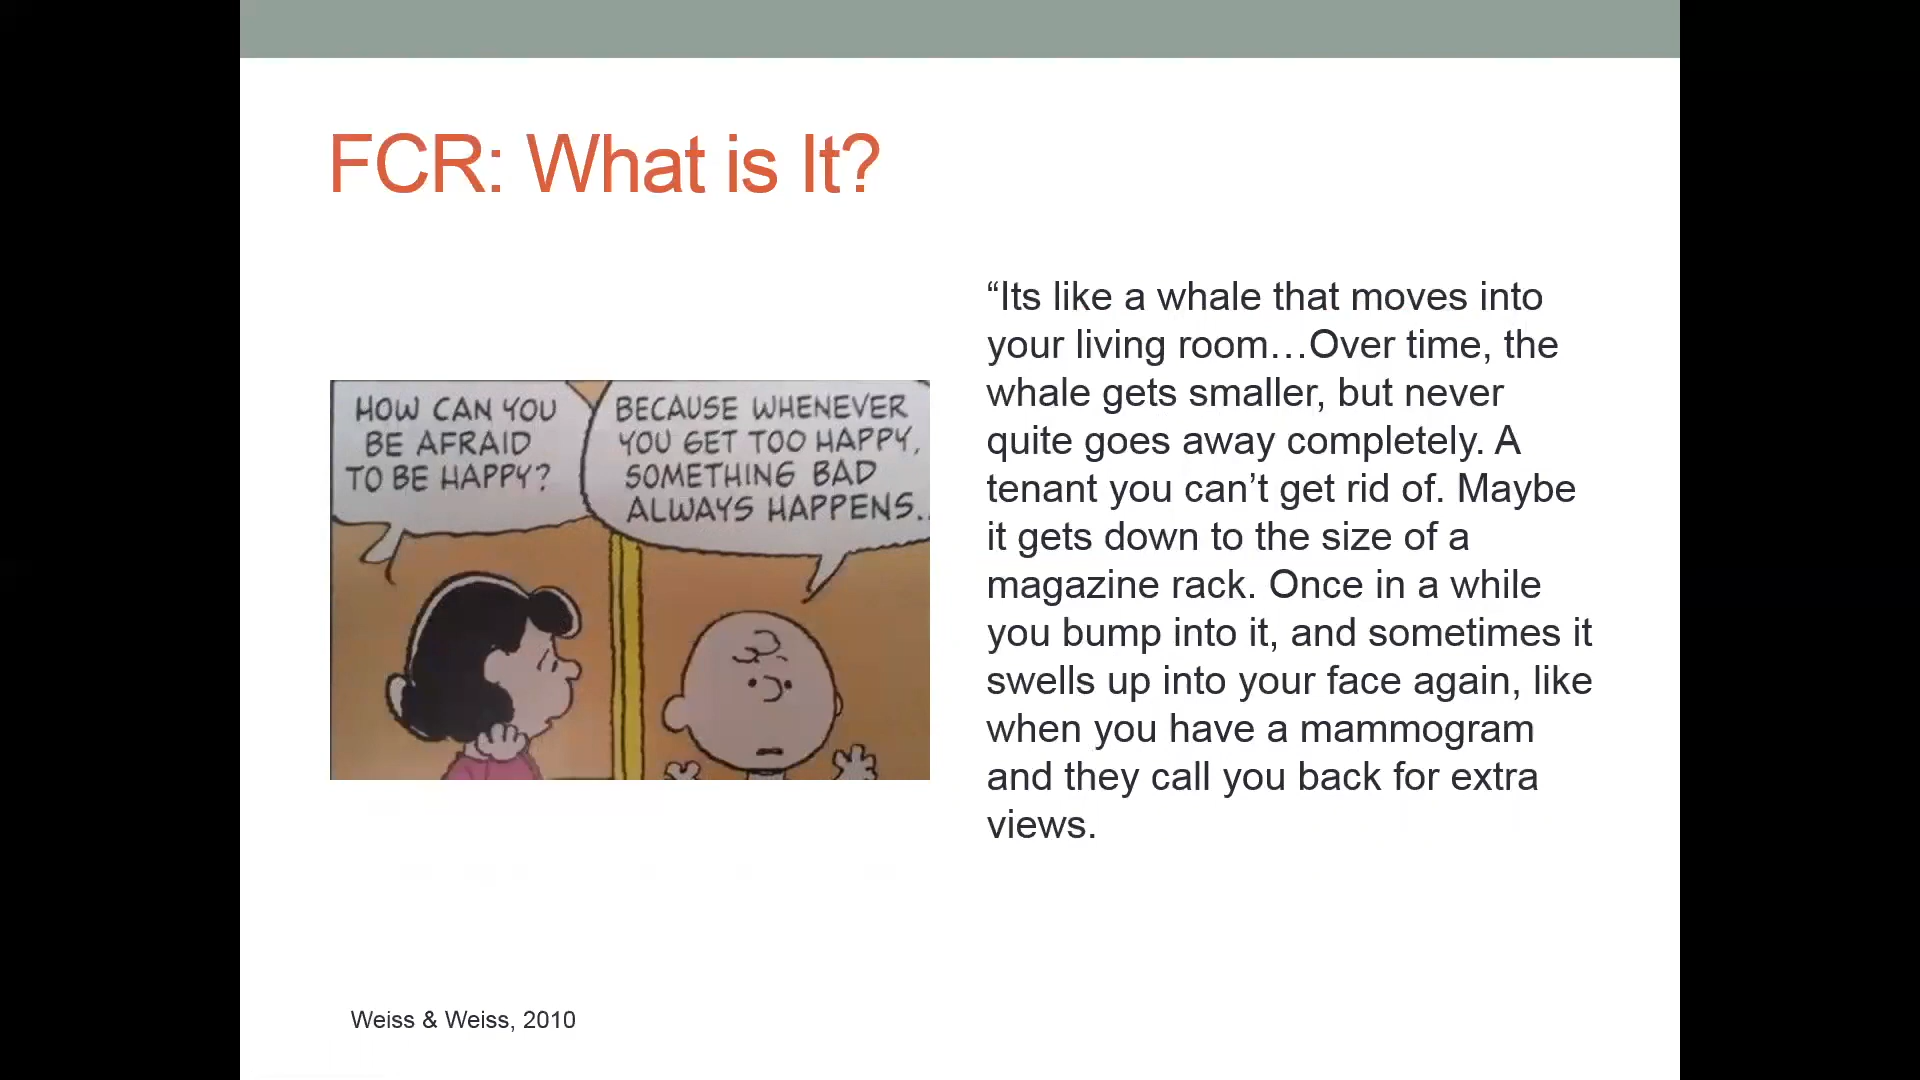 FCR: What is It?
HOW CAN YOU
BE AFRAID
TO BE HAPPY?
BECAUSE WHENEVER
YOU GET TOO HAPPY,
SOMETHING BAD
ALWAYS HAPPENS..
“Its like a whale that moves into
your living room…Over time, the
whale gets smaller, but never
quite goes away completely. A
tenant you can’t get rid of. Maybe
it gets down to the size of a
magazine rack. Once in a while
you bump into it, and sometimes it
swells up into your face again, like
when you have a mammogram
and they call you back for extra
views.
Weiss & Weiss, 2010